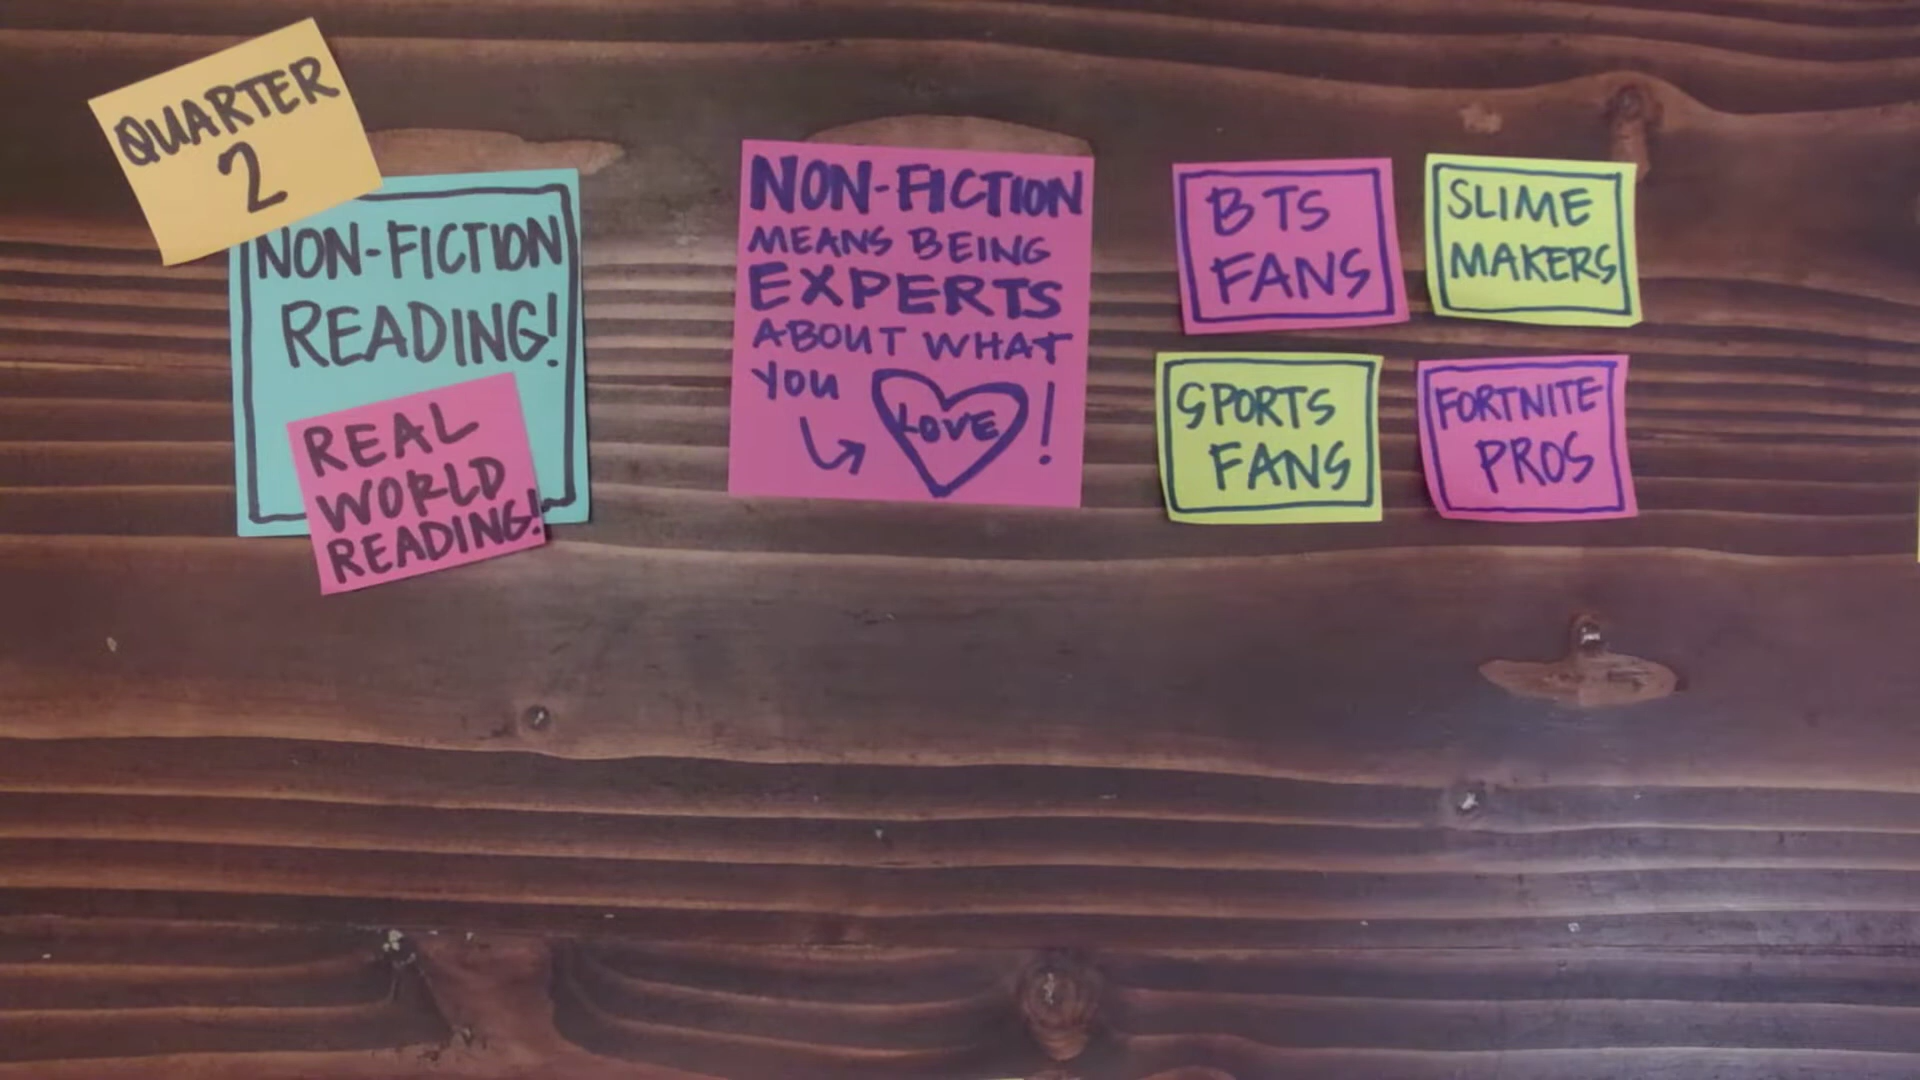 QUARTER
2
NON-FICTION
READING!
REAL
WORLD
READING!
NON-FICTION
MEANS BEING
EXPERTS
ABOUT WHAT
YOU
LOVE!
BTS
FANS
SLIME
MAKERS
SPORTS
FANS
FORTNITE
PROS